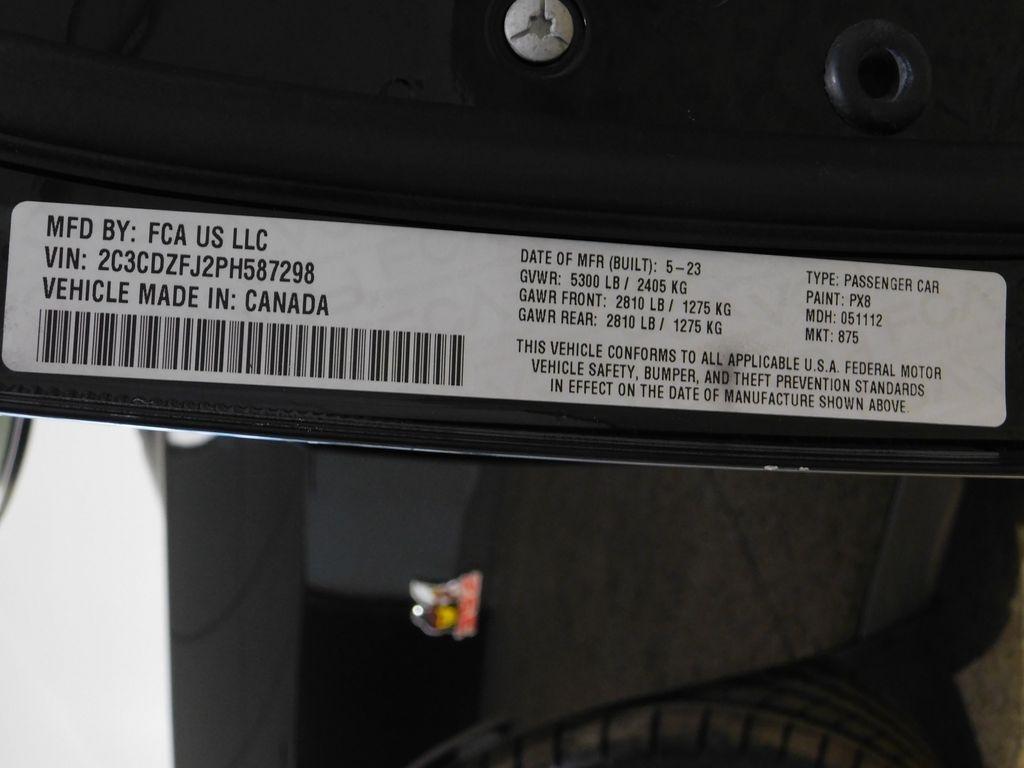 MFD BY: FCA US LLC
VIN: 2C3CDZFJ2PH587298
VEHICLE MADE IN: CANADA
DATE OF MFR (BUILT): 5-23
GVWR: 5300 LB / 2405 KG
GAWR FRONT: 2810 LB / 1275 KG
GAWR REAR: 2810 LB / 1275 KG
TYPE: PASSENGER CAR
PAINT: PX8
MDH: 051112
MKT: 875
THIS VEHICLE CONFORMS TO ALL APPLICABLE U.S.A. FEDERAL MOTOR
VEHICLE SAFETY, BUMPER, AND THEFT PREVENTION STANDARDS
IN EFFECT ON THE DATE OF MANUFACTURE SHOWN ABOVE.